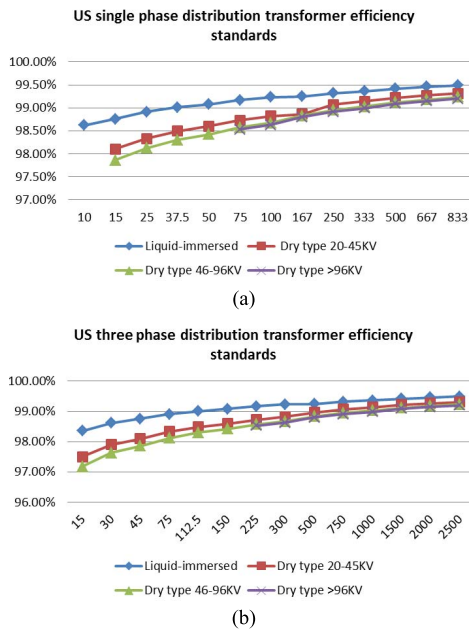 US single phase distribution transformer efficiency
standards
100.00%
99.50%
99.00%
98.50%
98.00%
97.50%
97.00%
10 15 25 37.5 50 75 100 167 250 333 500 667 833
Liquid-immersed Dry type 20-45KV
Dry type 46-96KV Dry type >96KV
(a)
US three phase distribution transformer efficiency
standards
100.00%
99.00%
98.00%
97.00%
96.00%
15 30 45 75 112.5 150 225 300 500 750 1000 1500 2000 2500
Liquid-immersed Dry type 20-45KV
Dry type 46-96KV Dry type >96KV
(b)